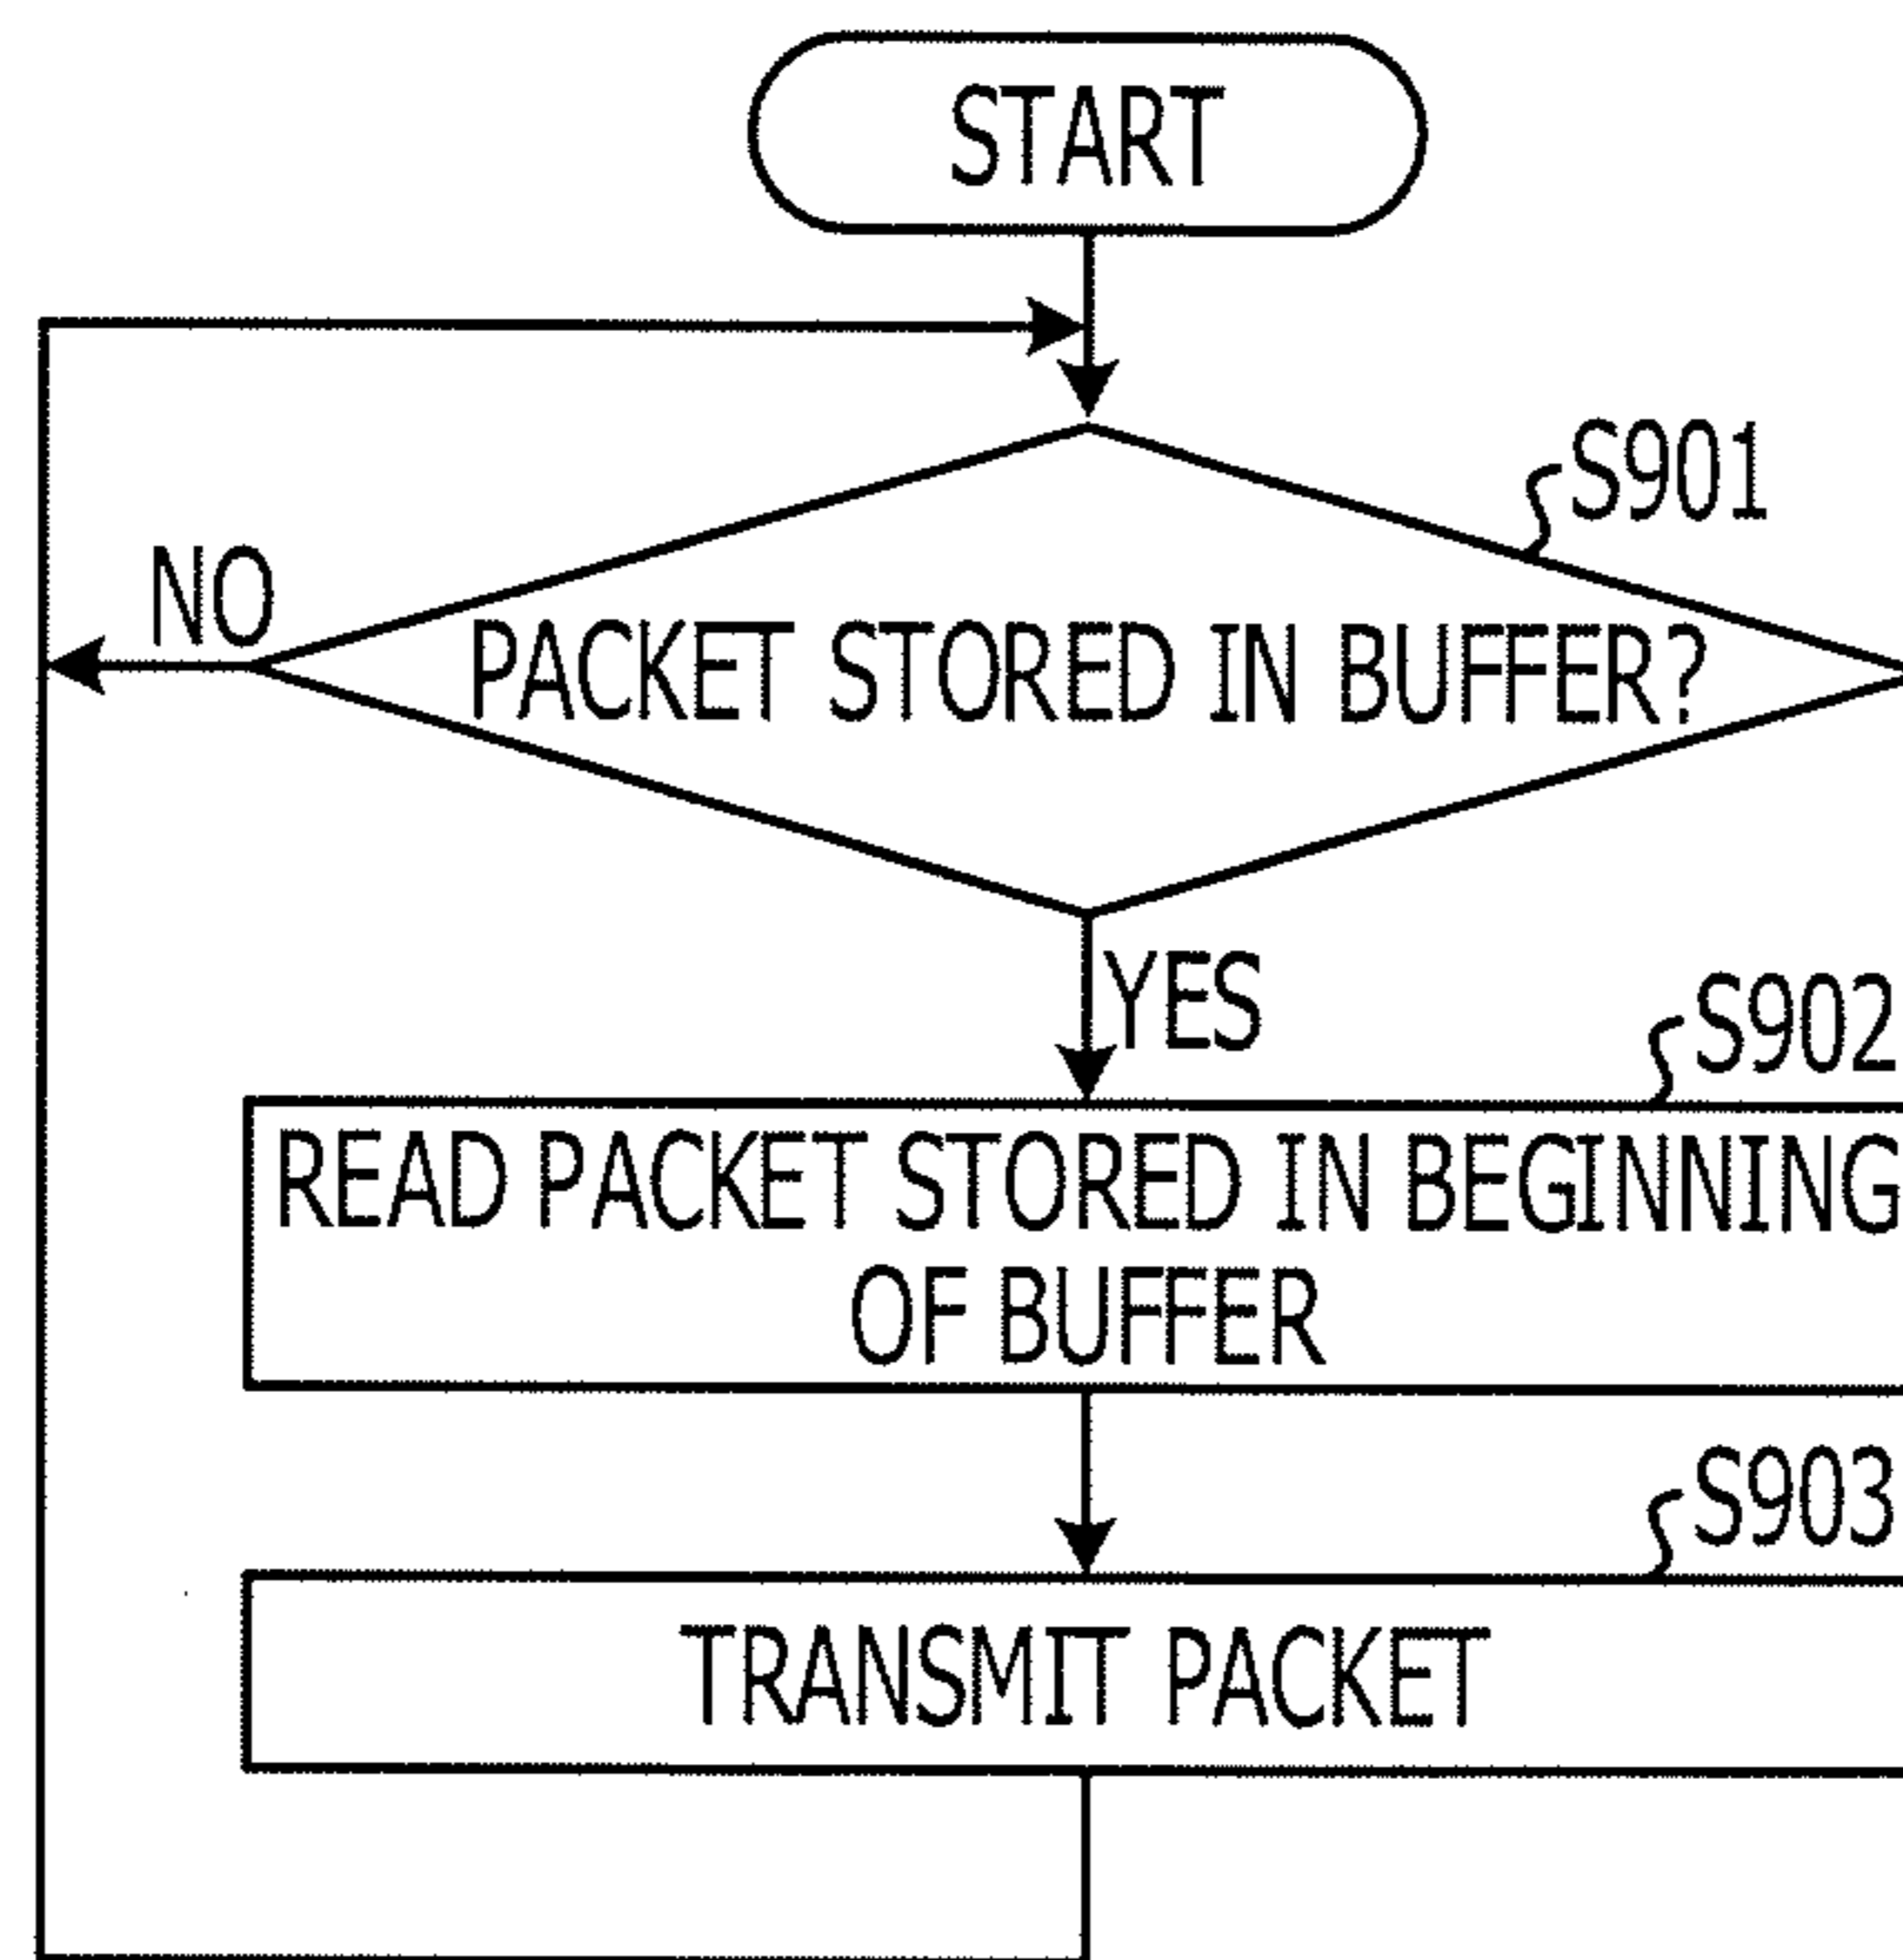 START
S901
NO
PACKET STORED IN BUFFER?
YES
S902
READ PACKET STORED IN BEGINNING
OF BUFFER
S903
TRANSMIT PACKET